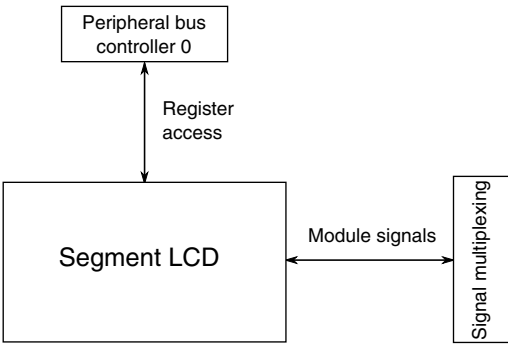 Peripheral bus
controller 0
Register
access
Segment LCD
Module signals
Signal multiplexing